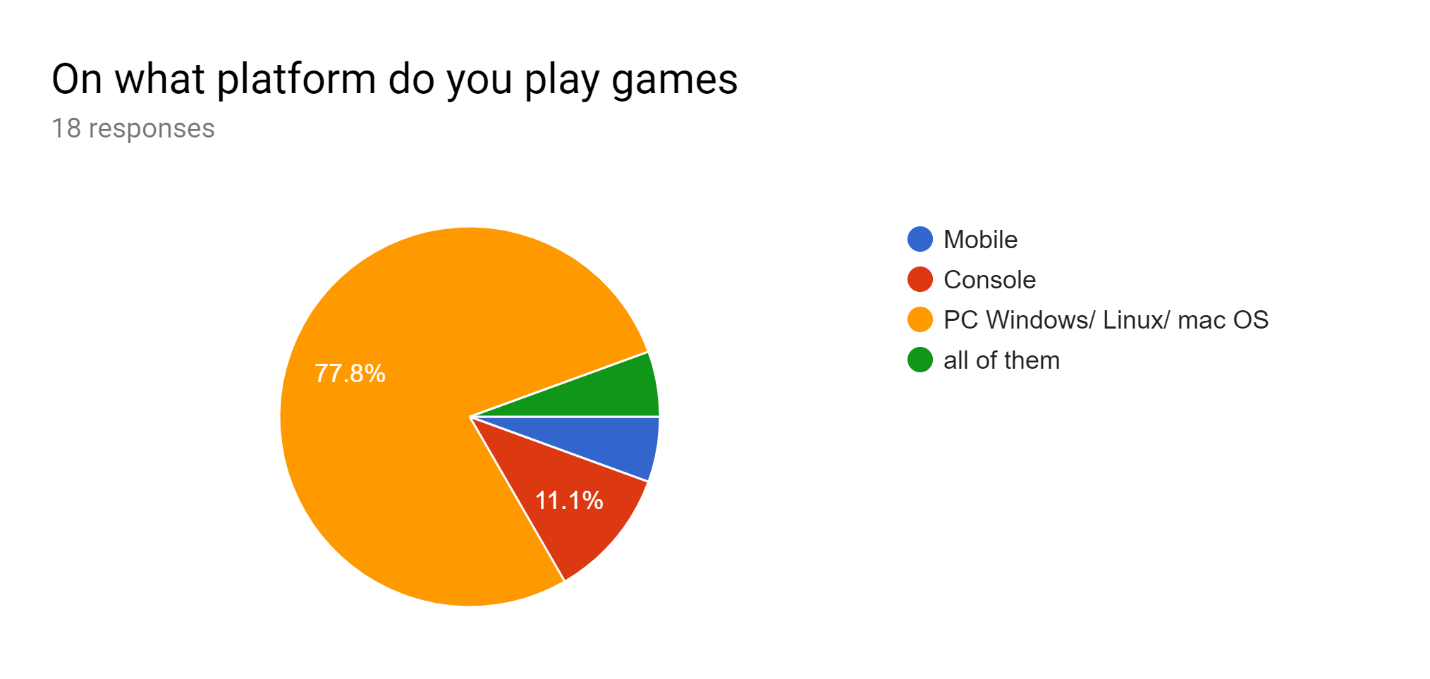 On what platform do you play games
18 responses
77.8%
11.1%
Mobile
Console
PC Windows/ Linux/ mac OS
all of them